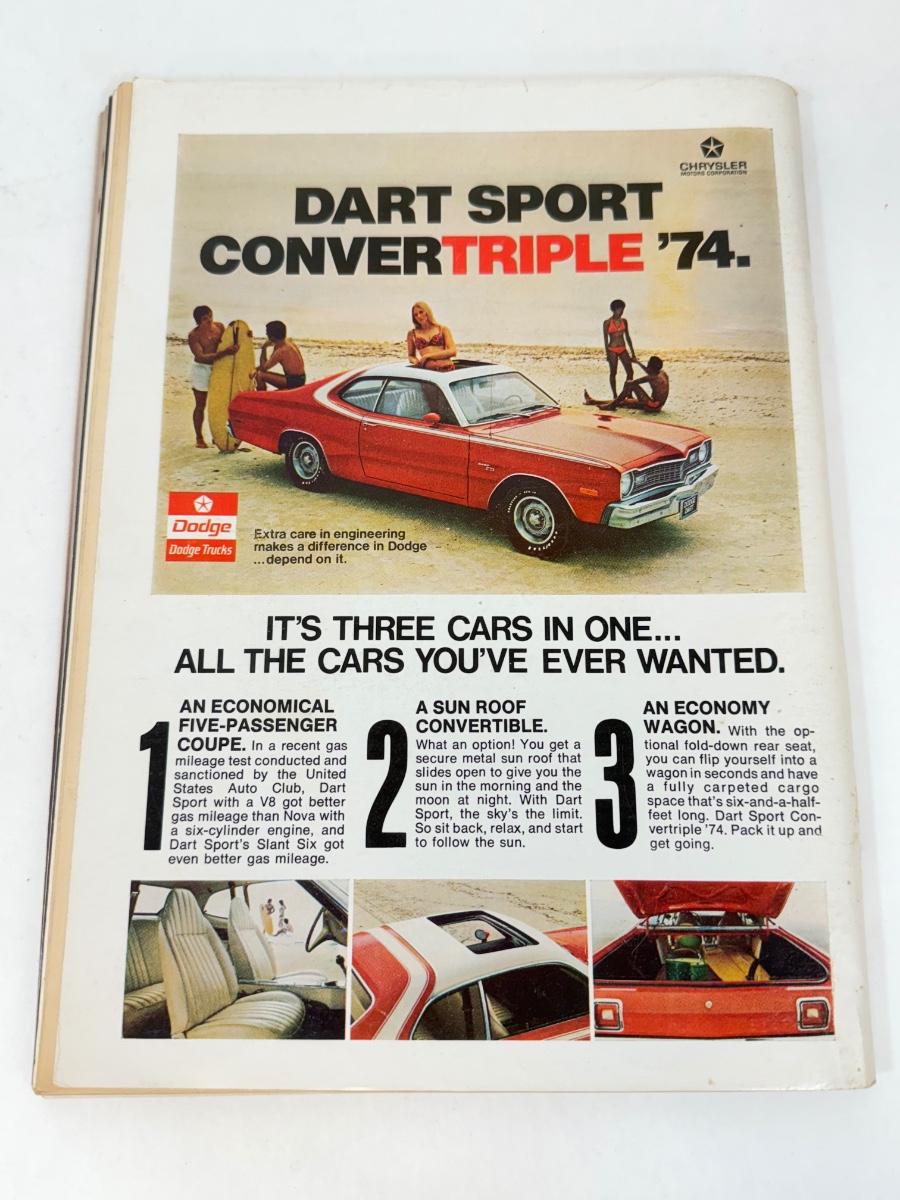 CHRYSLER
MOTORS CORPORATION
DART SPORT
CONVERTRIPLE '74.
Dodge
Dodge Trucks
Extra care in engineering
makes a difference in Dodge
...depend on it.
IT'S THREE CARS IN ONE...
ALL THE CARS YOU'VE EVER WANTED.
1
AN ECONOMICAL
FIVE-PASSENGER
COUPE. In a recent gas
mileage test conducted and
sanctioned by the United
States Auto Club, Dart
Sport with a V8 got better
gas mileage than Nova with
a six-cylinder engine, and
Dart Sport's Slant Six got
even better gas mileage.
2
A SUN ROOF
CONVERTIBLE.
What an option! You get a
secure metal sun roof that
slides open to give you the
sun in the morning and the
moon at night. With Dart
Sport, the sky's the limit.
So sit back, relax, and start
to follow the sun.
3
AN ECONOMY
WAGON. With the op-
tional fold-down rear seat,
you can flip yourself into a
wagon in seconds and have
a fully carpeted cargo
space that's six-and-a-half-
feet long. Dart Sport Con-
vertriple '74. Pack it up and
get going.